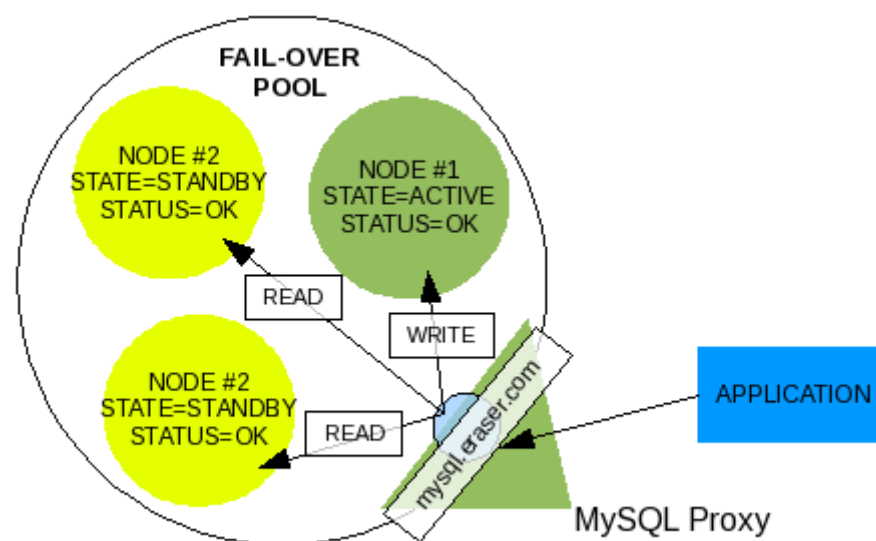 FAIL-OVER
POOL
NODE #2
STATE=STANDBY
STATUS=OK
NODE #1
STATE=ACTIVE
STATUS=OK
READ
WRITE
NODE #2
STATE=STANDBY
STATUS=OK
READ
mysql.eraser.com
APPLICATION
MySQL Proxy